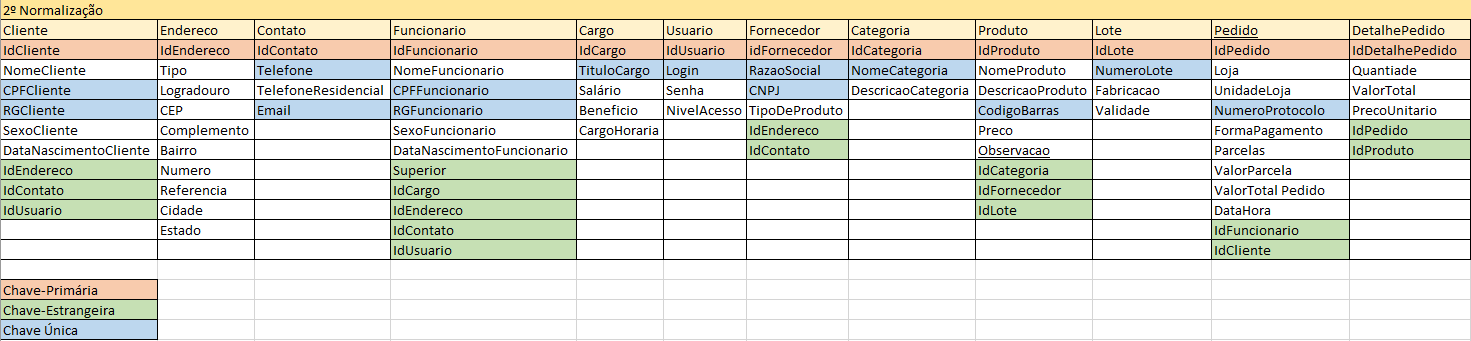 2º Normalização
Cliente Endereco Contato Funcionario Cargo Usuario Fornecedor Categoria Produto Lote Pedido DetalhePedido
IdCliente IdEndereco IdContato IdFuncionario IdCargo IdUsuario idFornecedor IdCategoria IdProduto IdLote IdPedido IdDetalhePedido
NomeCliente Tipo Telefone NomeFuncionario TituloCargo Login RazaoSocial NomeCategoria NomeProduto NumeroLote Loja Quantiade
CPFCliente Logradouro TelefoneResidencial CPFFuncionario Salário Senha CNPJ DescricaoCategoria DescricaoProduto Fabricacao UnidadeLoja ValorTotal
RGCliente CEP Email RGFuncionario Beneficio NivelAcesso TipoDeProduto CodigoBarras Validade NumeroProtocolo PrecoUnitario
SexoCliente Complemento SexoFuncionario CargoHoraria IdEndereco Preco FormaPagamento IdPedido
DataNascimentoCliente Bairro DataNascimentoFuncionario IdContato Observacao Parcelas IdProduto
IdEndereco Numero Superior IdCategoria ValorParcela
IdContato Referencia IdCargo IdFornecedor ValorTotal Pedido
IdUsuario Cidade IdEndereco IdLote DataHora
Estado IdContato IdFuncionario
IdUsuario IdCliente
Chave-Primária
Chave-Estrangeira
Chave Única